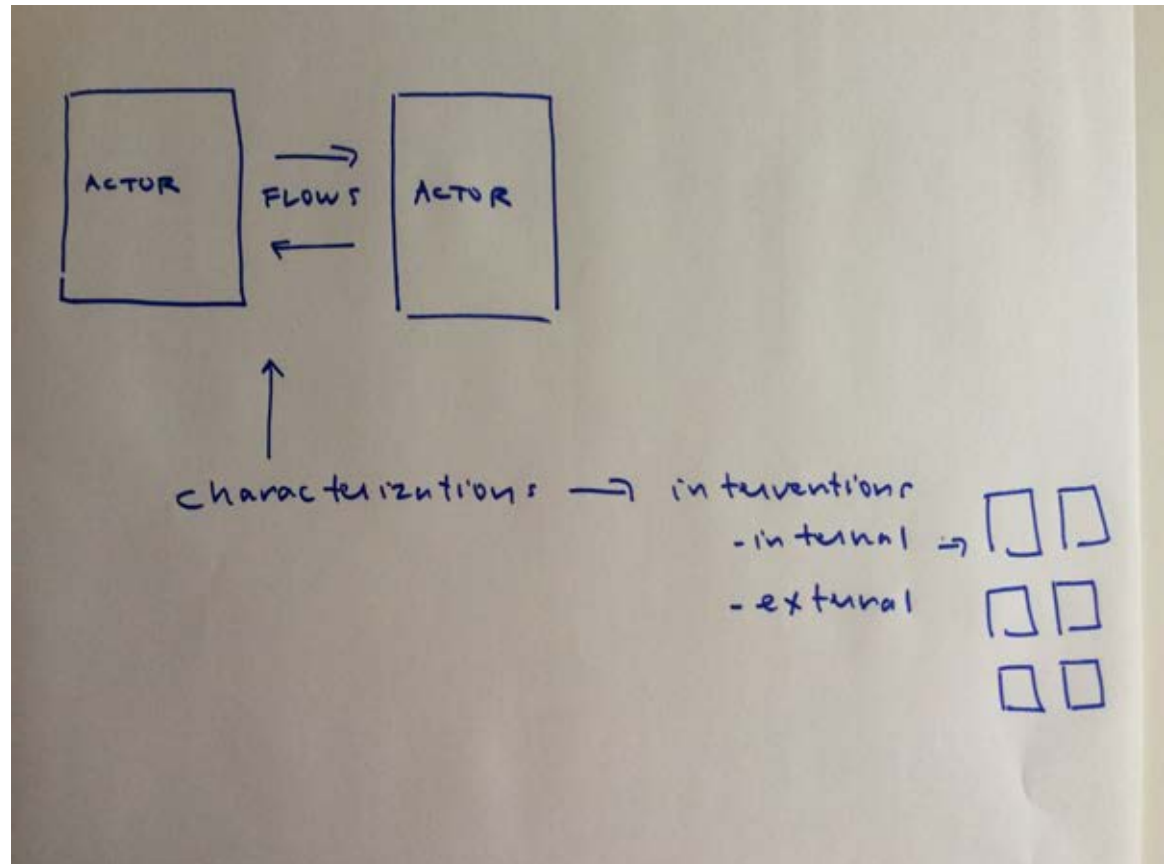 ACTOR
FLOWS
ACTOR
characterizations → interventions
- internal →
- external